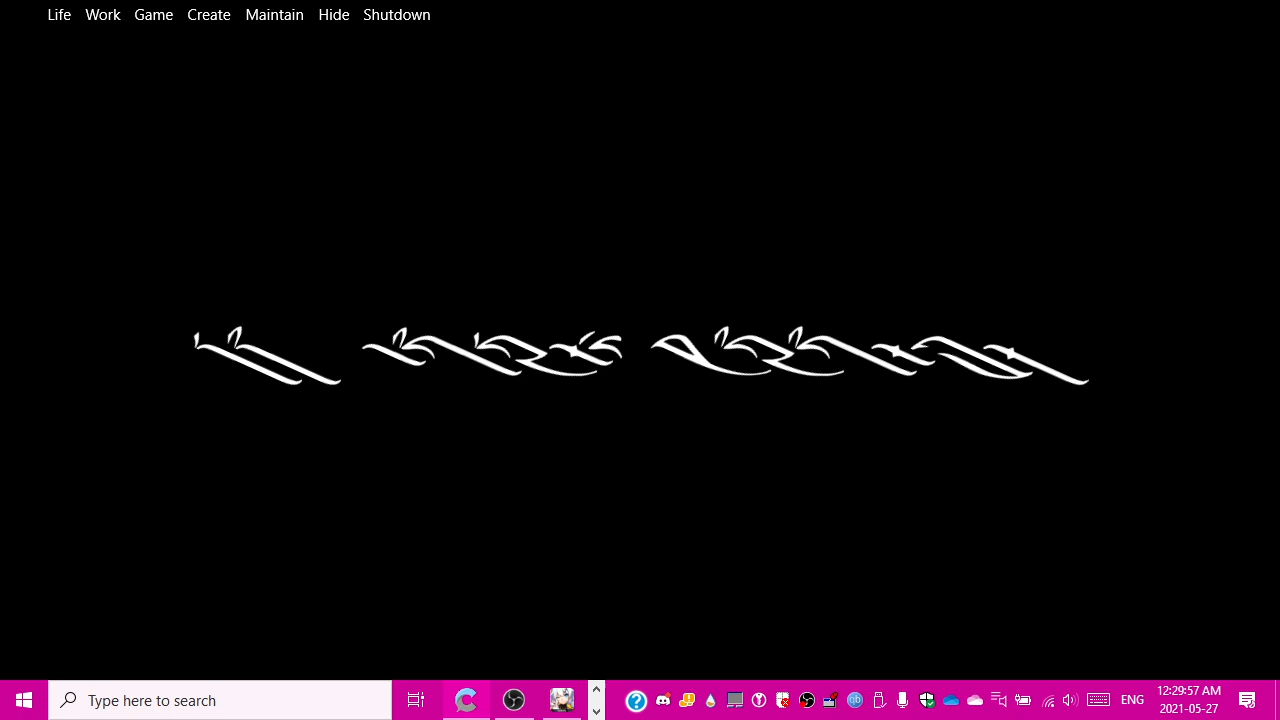 Life Work Game Create Maintain Hide Shutdown
Type here to search
ENG
12:29:57 AM
2021-05-27